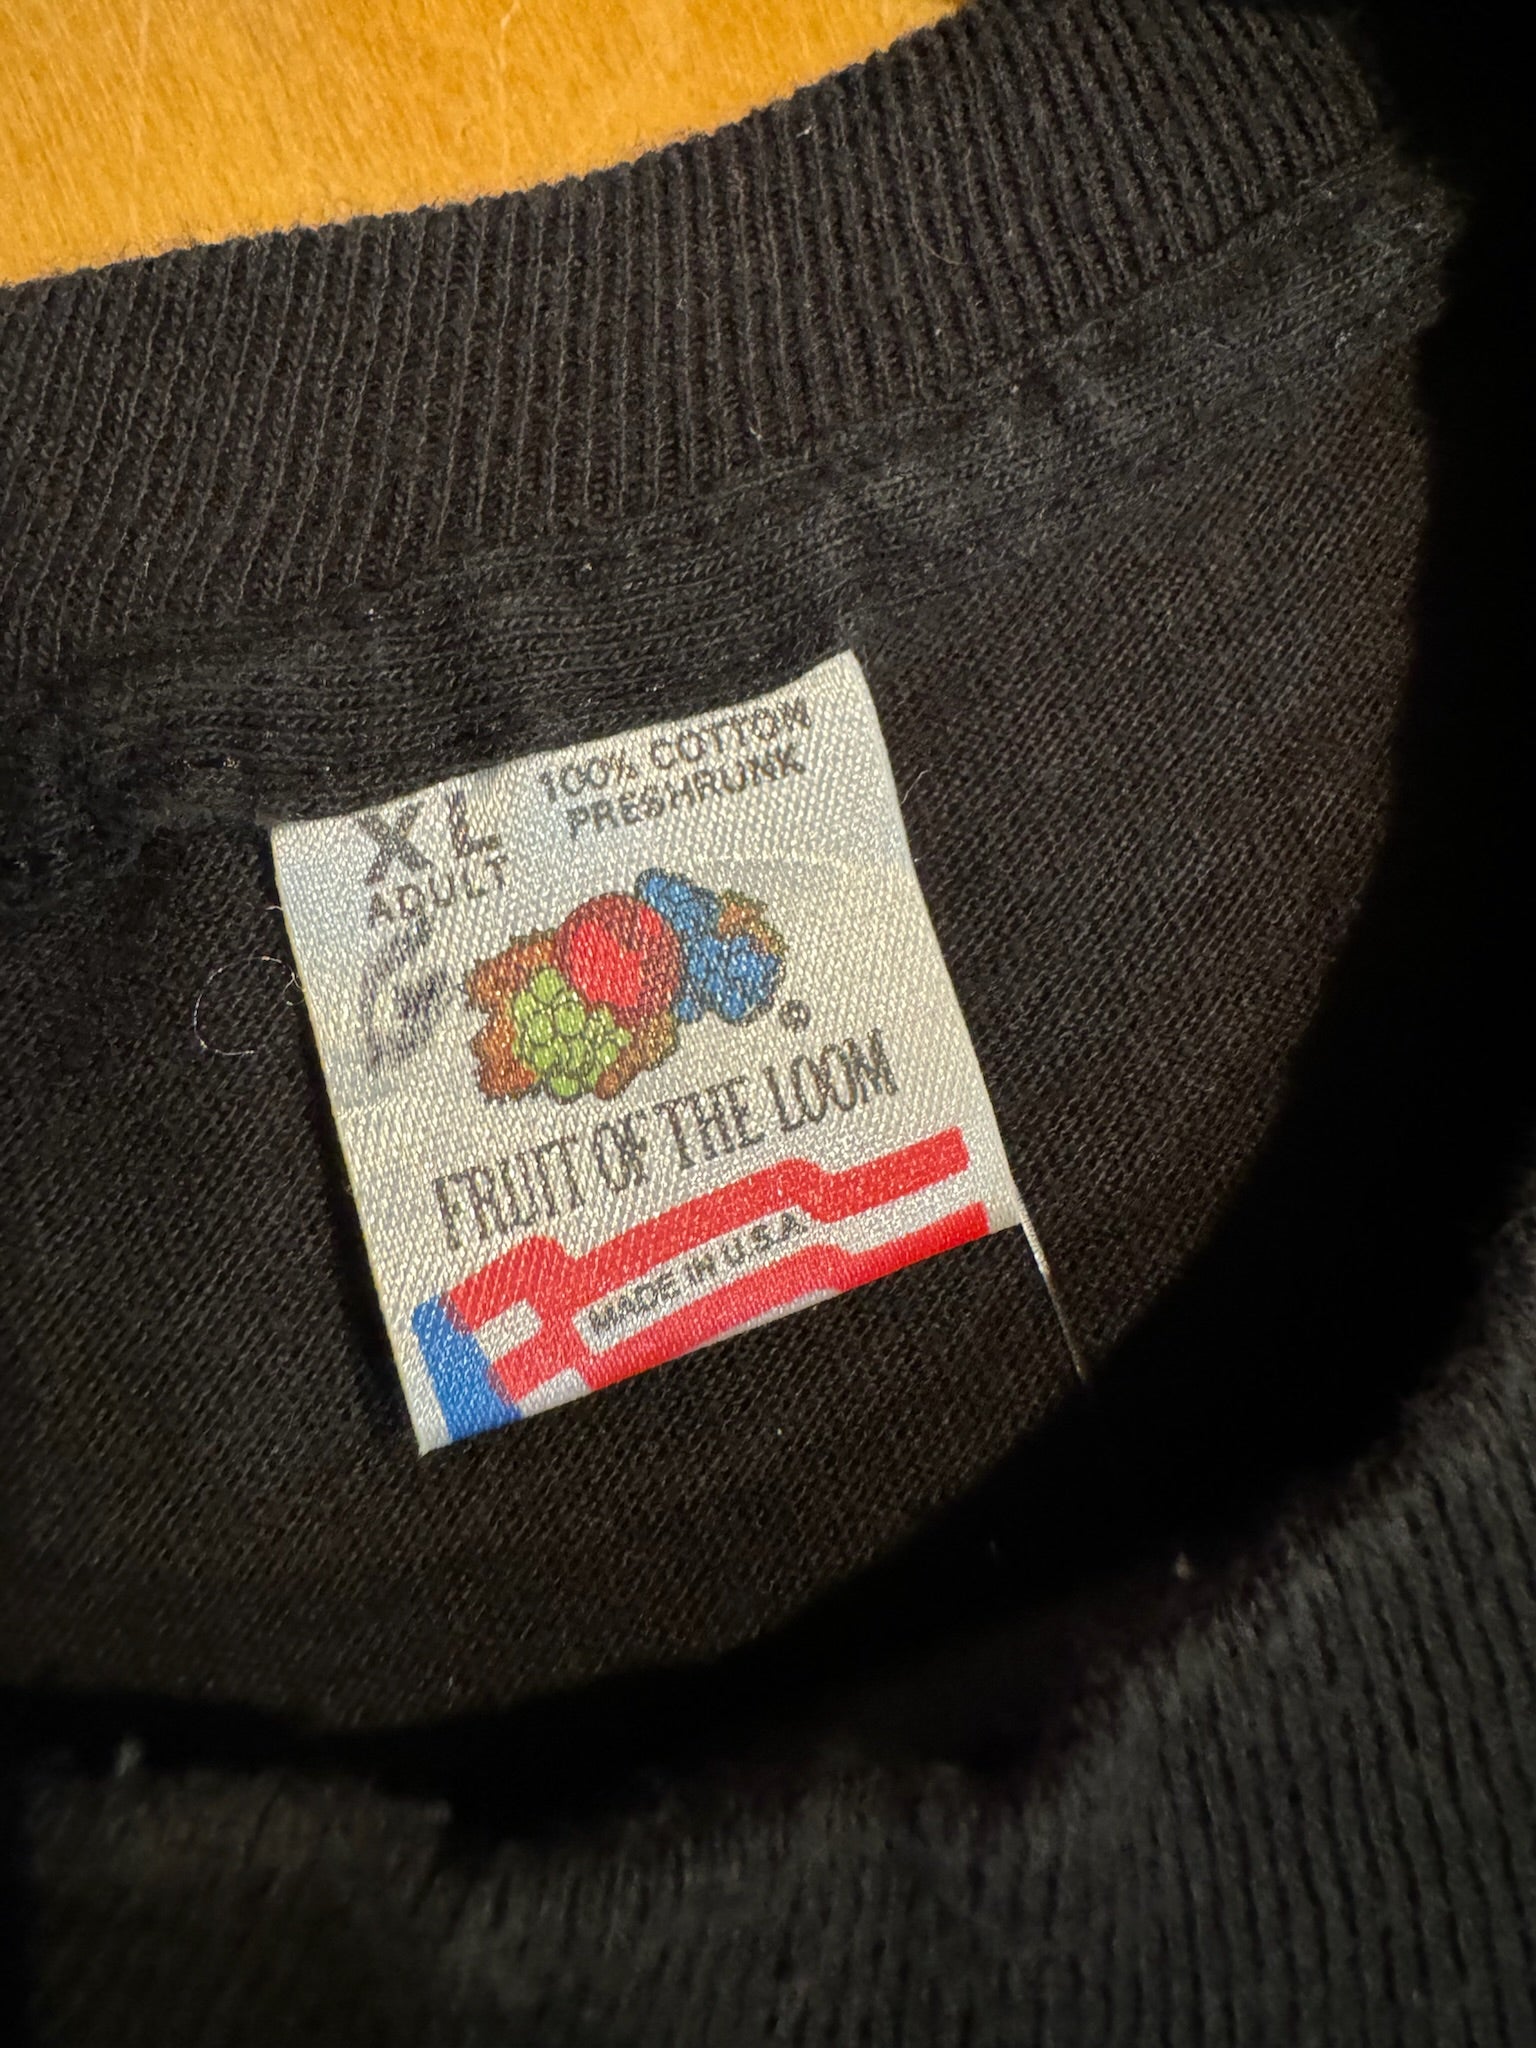 XL
ADULT
100% COTTON
PRESHRUNK
®
FRUIT OF THE LOOM
MADE IN U.S.A.